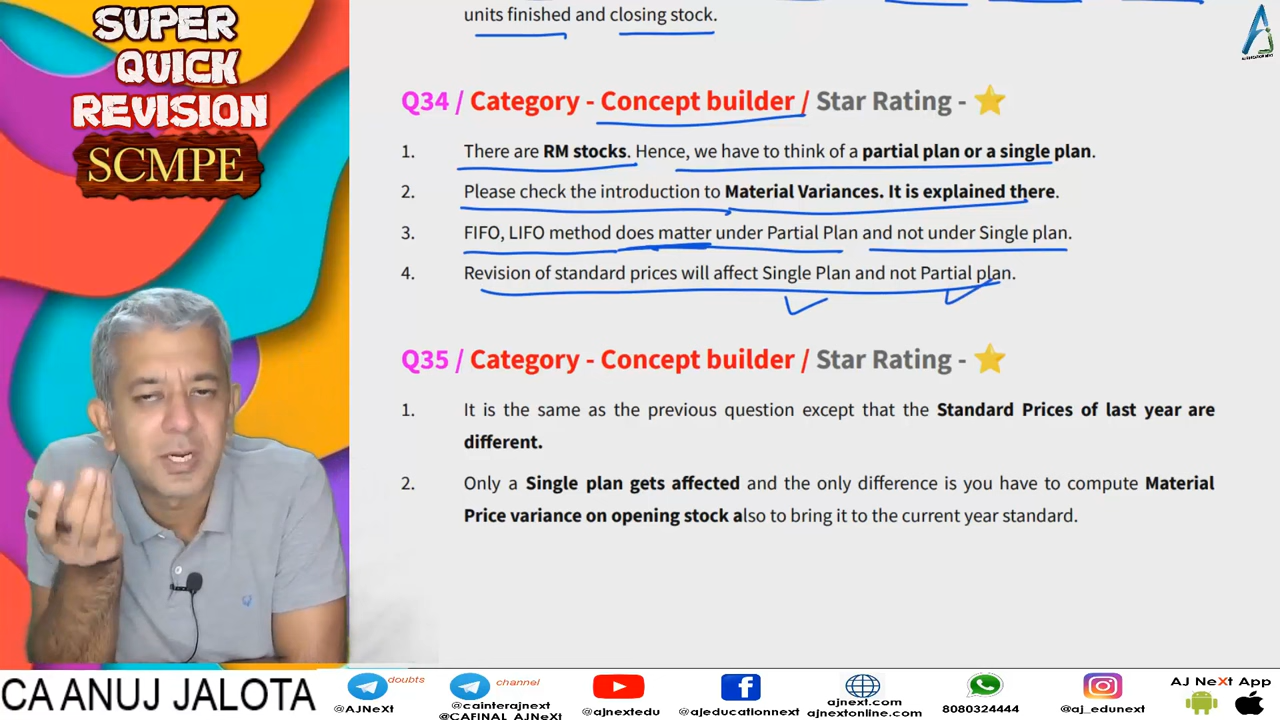 SUPER
QUICK
REVISION
SCMPE
units finished and closing stock.
Q34 / Category - Concept builder / Star Rating -
1. There are RM stocks. Hence, we have to think of a partial plan or a single plan.
2. Please check the introduction to Material Variances. It is explained there.
3. FIFO, LIFO method does matter under Partial Plan and not under Single plan.
4. Revision of standard prices will affect Single Plan and not Partial plan.
Q35 / Category - Concept builder / Star Rating -
1. It is the same as the previous question except that the Standard Prices of last year are
different.
2. Only a Single plan gets affected and the only difference is you have to compute Material
Price variance on opening stock also to bring it to the current year standard.
CA ANUJ JALOTA
doubts
@AJNeXt
channel
@cainterajnext
@CAFINAL_AJNeXt
@ajnextedu
@ajeducationnext
ajnext.com
ajnextonline.com
8080324444
@aj_edunext
AJ NeXt App